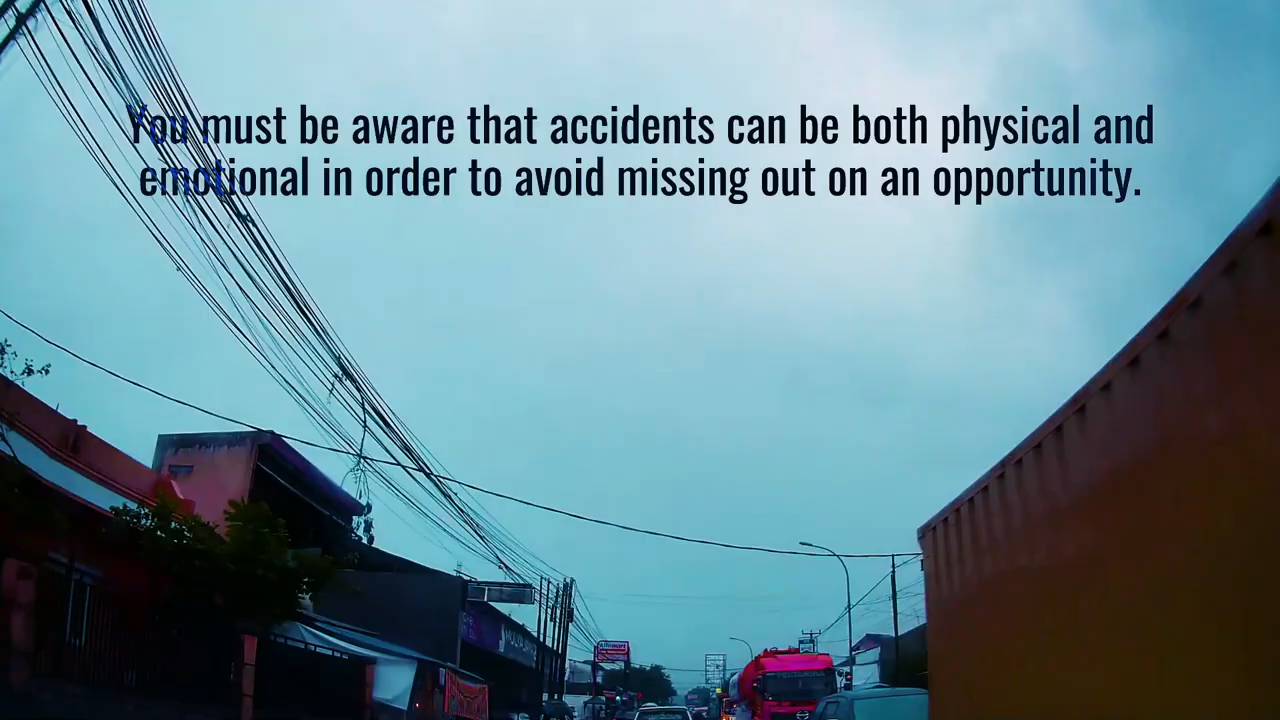 You must be aware that accidents can be both physical and
emotional in order to avoid missing out on an opportunity.